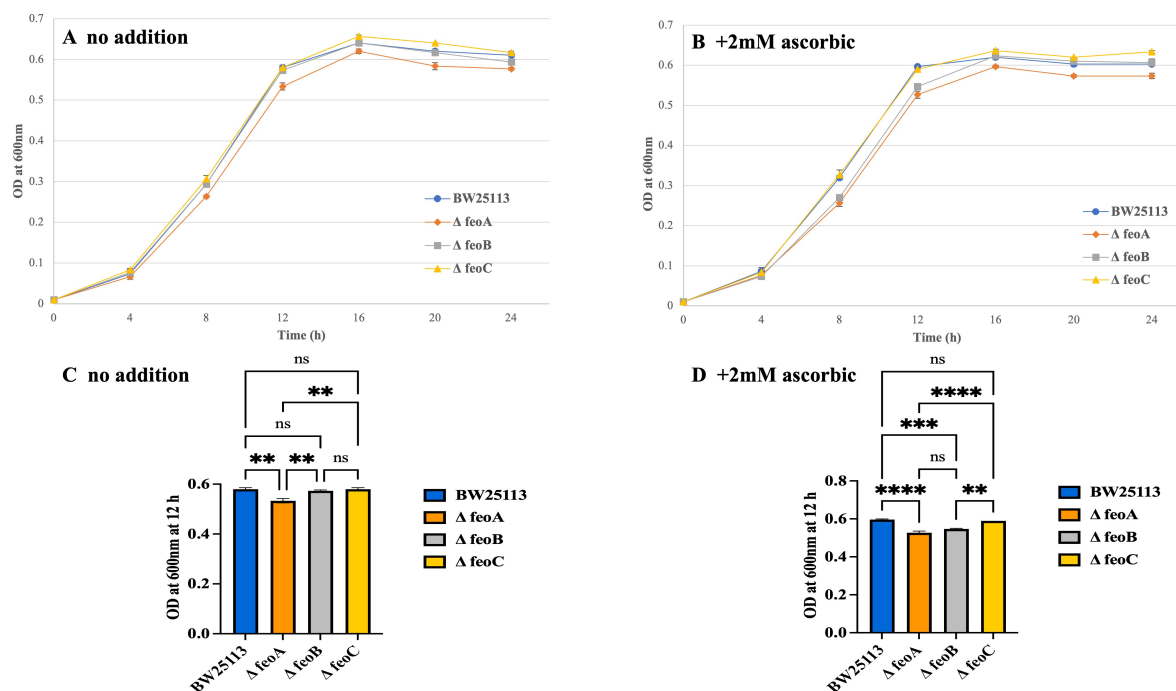 A no addition
0.7
0.6
0.5
0.4
0.3
0.2
0.1
0
OD at 600nm
0 4 8 12 16 20 24
Time (h)
BW25113
Δ feoA
Δ feoB
Δ feoC
B +2mM ascorbic
0.7
0.6
0.5
0.4
0.3
0.2
0.1
0
OD at 600nm
0 4 8 12 16 20 24
Time (h)
BW25113
Δ feoA
Δ feoB
Δ feoC
C no addition
ns
**
ns
** ** ns
0.6
0.4
0.2
0.0
OD at 600nm at 12 h
BW25113
Δ feoA
Δ feoB
Δ feoC
BW25113
Δ feoA
Δ feoB
Δ feoC
D +2mM ascorbic
ns
****
***
ns
**** **
0.8
0.6
0.4
0.2
0.0
OD at 600nm at 12 h
BW25113
Δ feoA
Δ feoB
Δ feoC
BW25113
Δ feoA
Δ feoB
Δ feoC